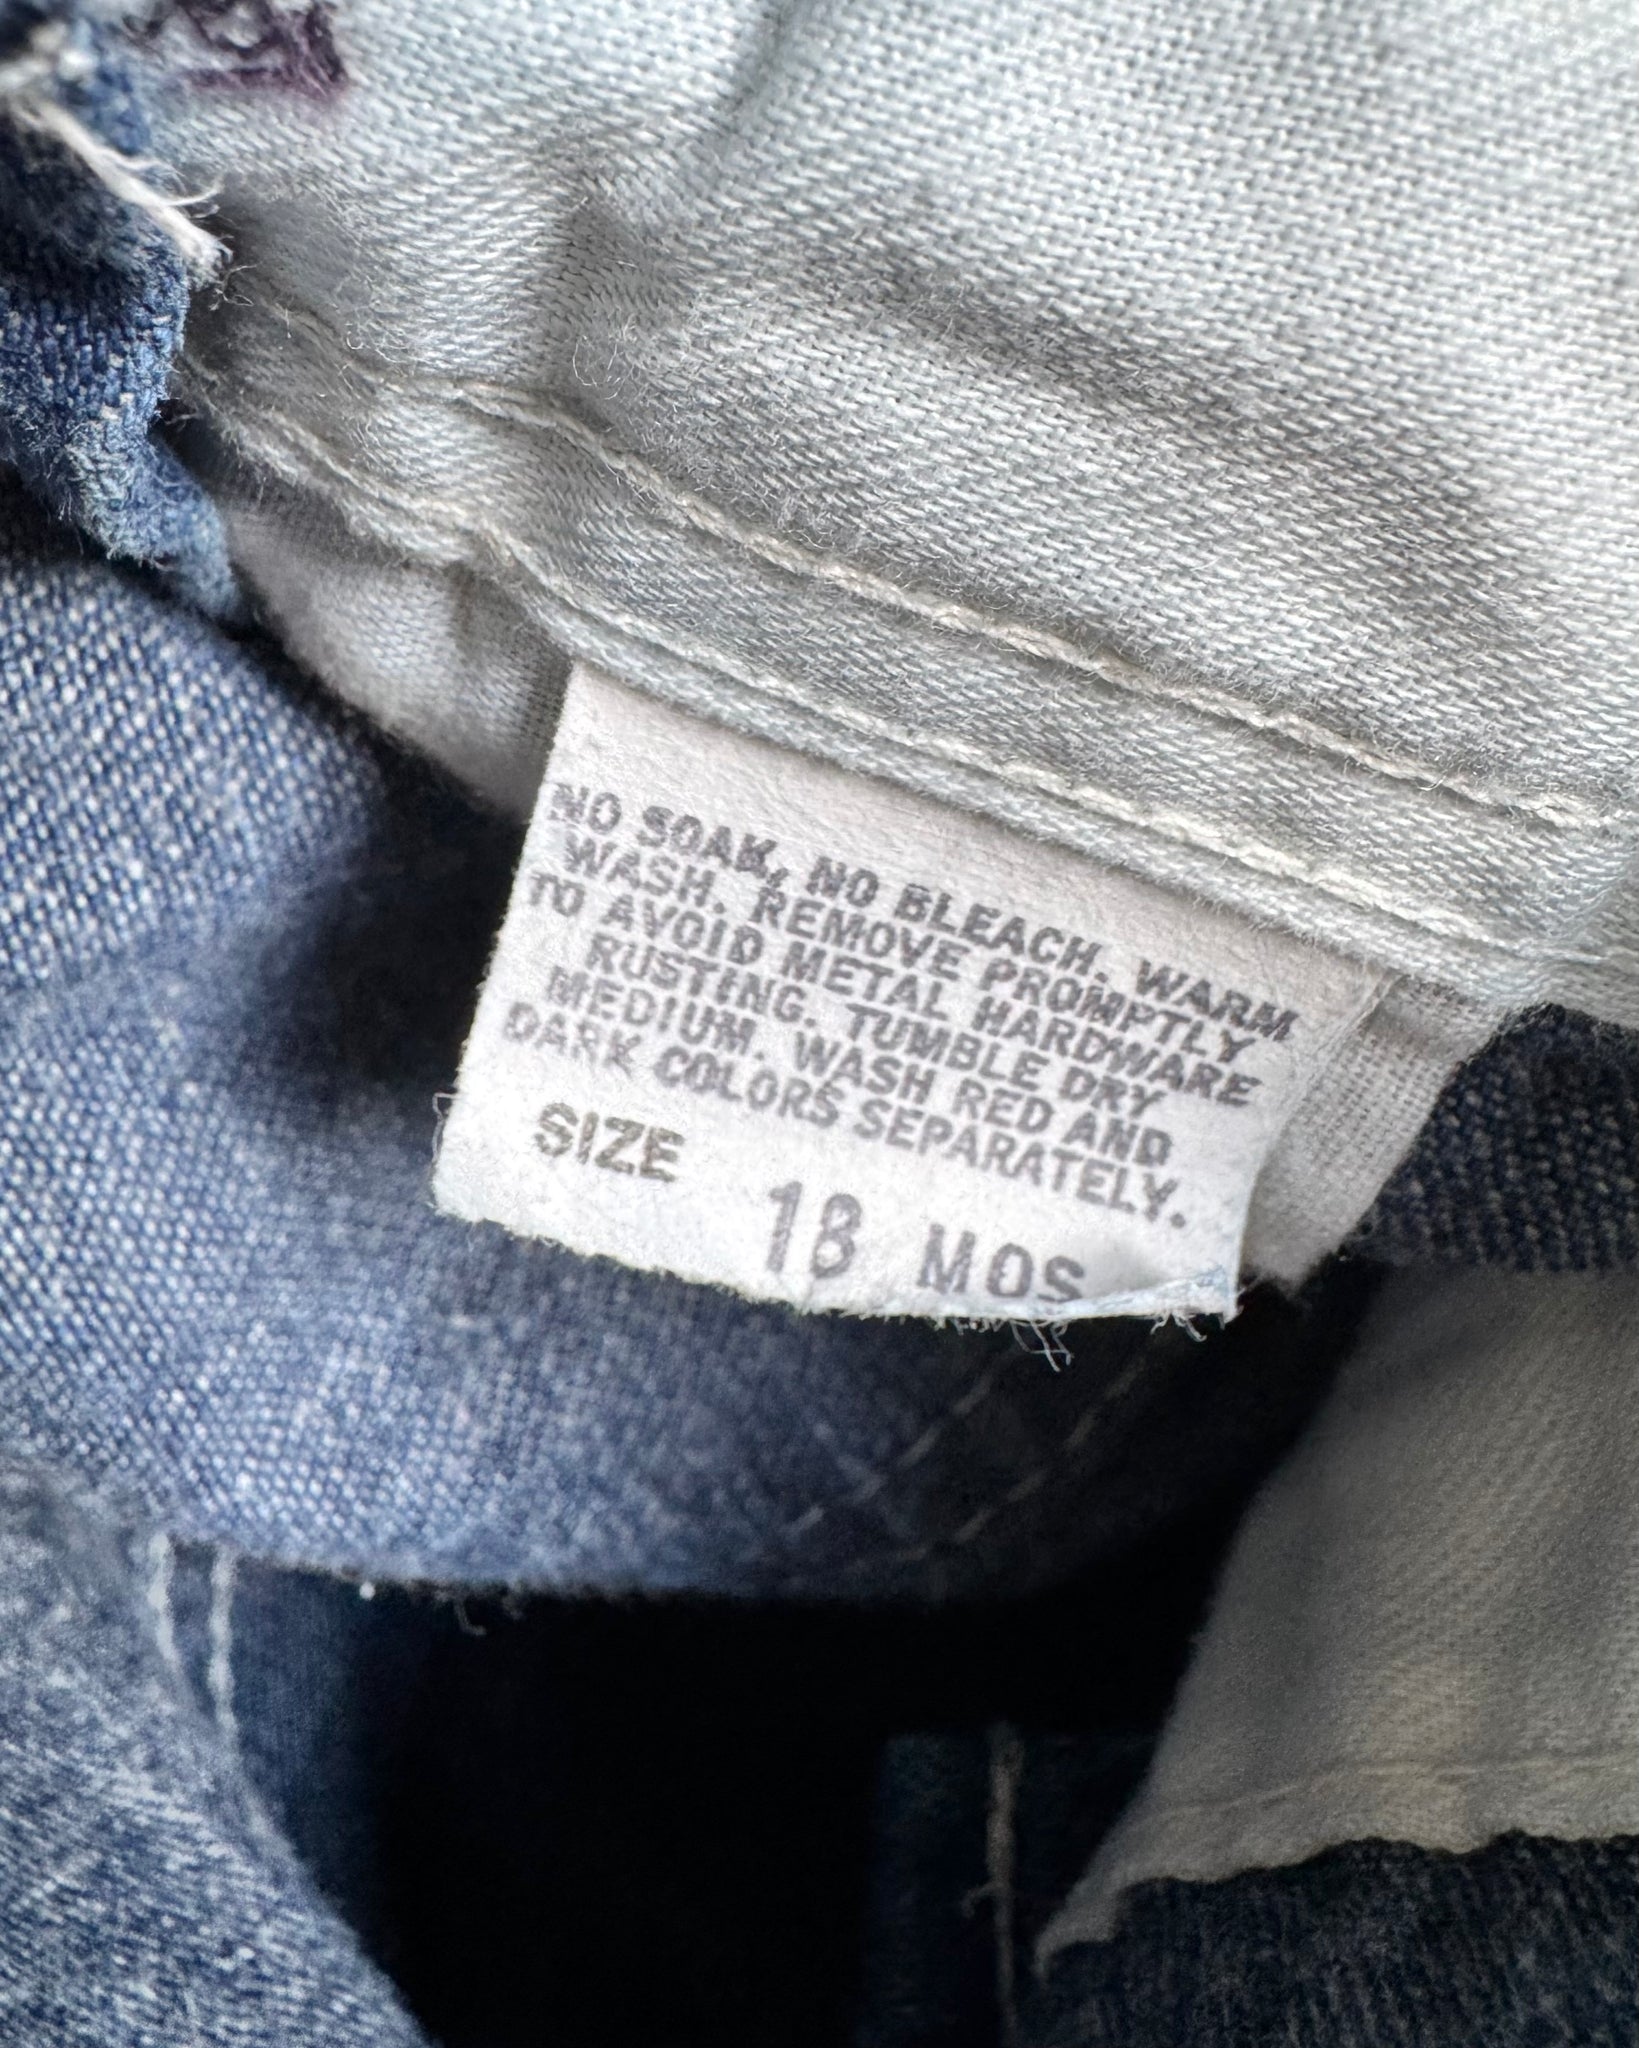 NO SOAK, NO BLEACH. WARM
WASH. REMOVE PROMPTLY
TO AVOID METAL HARDWARE
RUSTING. TUMBLE DRY
MEDIUM. WASH RED AND
DARK COLORS SEPARATELY.
SIZE
18 MOS